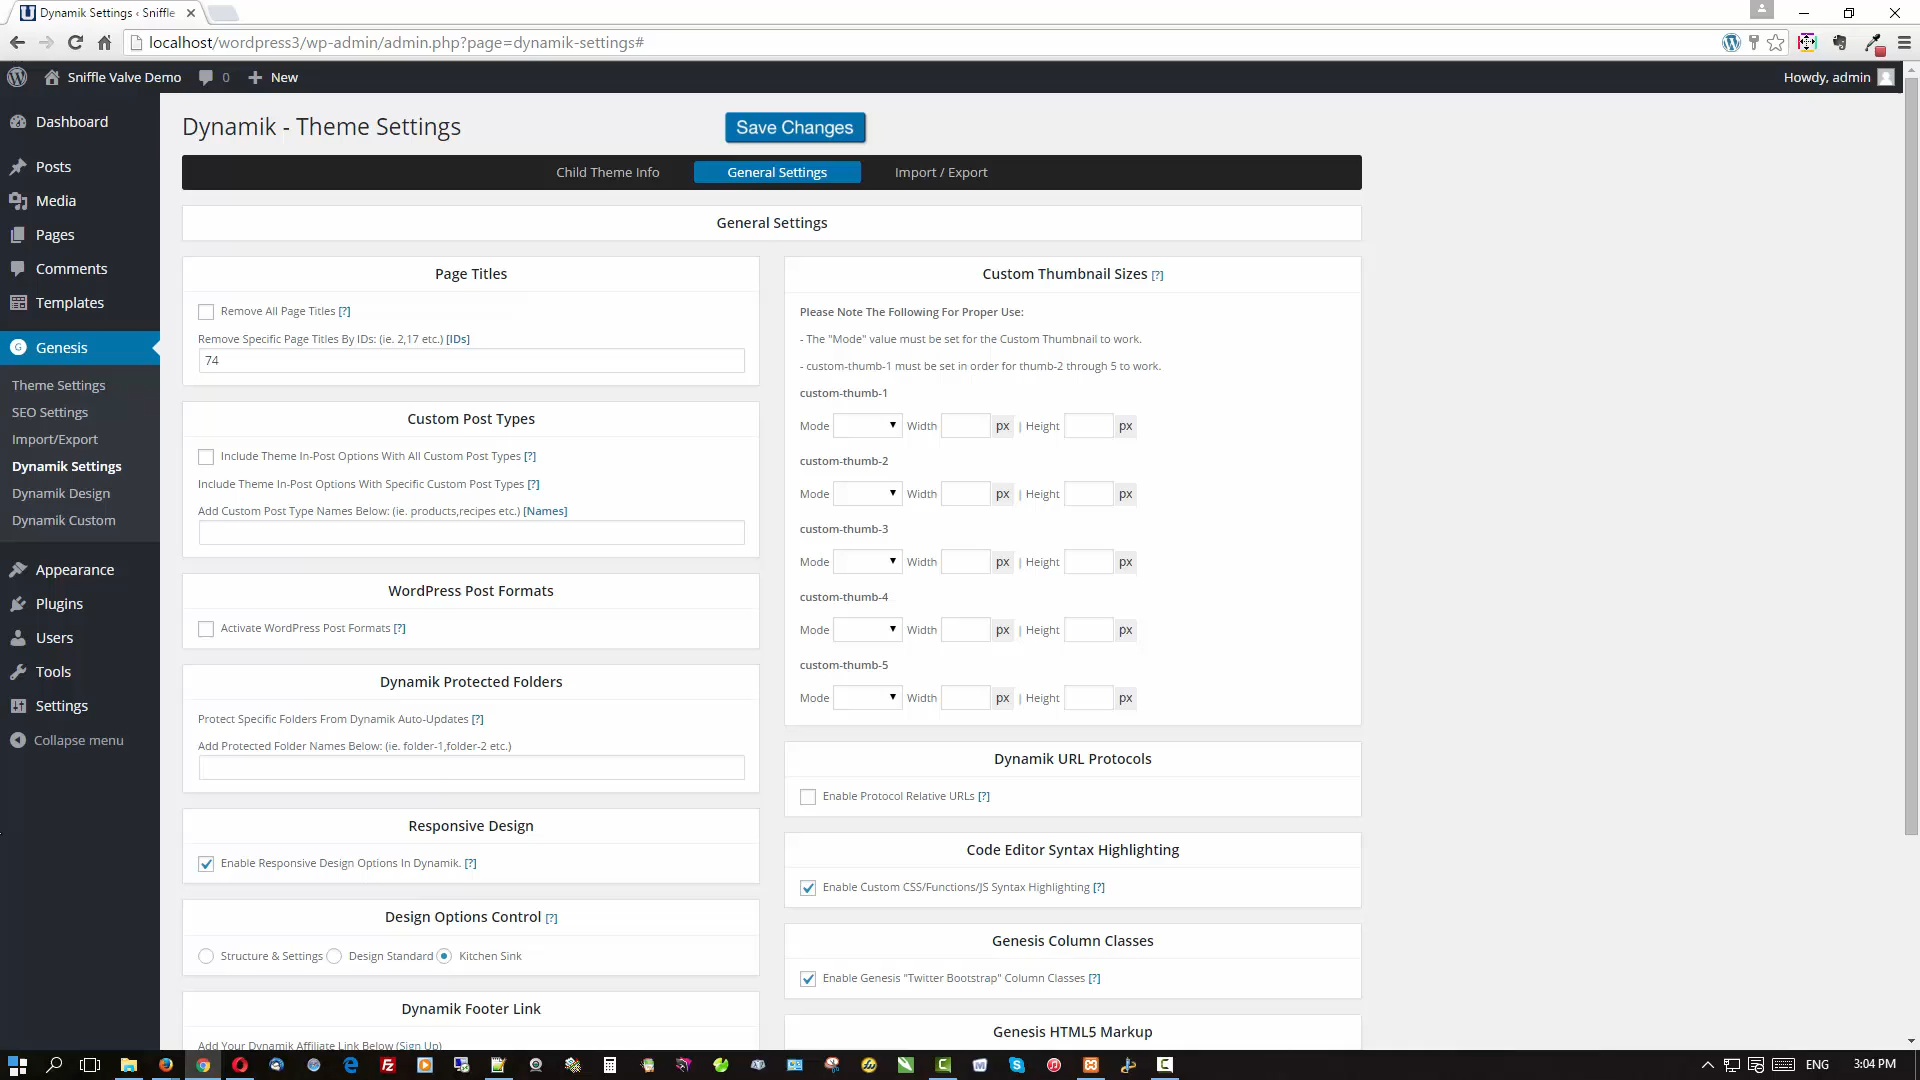 Dynamik Settings ‹ Sniffle
localhost/wordpress3/wp-admin/admin.php?page=dynamik-settings#
Sniffle Valve Demo 0 New Howdy, admin
Dashboard
Posts
Media
Pages
Comments
Templates
Genesis
Theme Settings
SEO Settings
Import/Export
Dynamik Settings
Dynamik Design
Dynamik Custom
Appearance
Plugins
Users
Tools
Settings
Collapse menu
Dynamik - Theme Settings
Save Changes
Child Theme Info General Settings Import / Export
General Settings
Page Titles
Remove All Page Titles [?]
Remove Specific Page Titles By IDs: (ie. 2,17 etc.) [IDs]
74
Custom Post Types
Include Theme In-Post Options With All Custom Post Types [?]
Include Theme In-Post Options With Specific Custom Post Types [?]
Add Custom Post Type Names Below: (ie. products,recipes etc.) [Names]
WordPress Post Formats
Activate WordPress Post Formats [?]
Dynamik Protected Folders
Protect Specific Folders From Dynamik Auto-Updates [?]
Add Protected Folder Names Below: (ie. folder-1,folder-2 etc.)
Responsive Design
Enable Responsive Design Options In Dynamik. [?]
Design Options Control [?]
Structure & Settings Design Standard Kitchen Sink
Dynamik Footer Link
Add Your Dynamik Affiliate Link Below (Sign Up)
Custom Thumbnail Sizes [?]
Please Note The Following For Proper Use:
- The "Mode" value must be set for the Custom Thumbnail to work.
- custom-thumb-1 must be set in order for thumb-2 through 5 to work.
custom-thumb-1
Mode Width px | Height px
custom-thumb-2
Mode Width px | Height px
custom-thumb-3
Mode Width px | Height px
custom-thumb-4
Mode Width px | Height px
custom-thumb-5
Mode Width px | Height px
Dynamik URL Protocols
Enable Protocol Relative URLs [?]
Code Editor Syntax Highlighting
Enable Custom CSS/Functions/JS Syntax Highlighting [?]
Genesis Column Classes
Enable Genesis "Twitter Bootstrap" Column Classes [?]
Genesis HTML5 Markup
ENG 3:04 PM